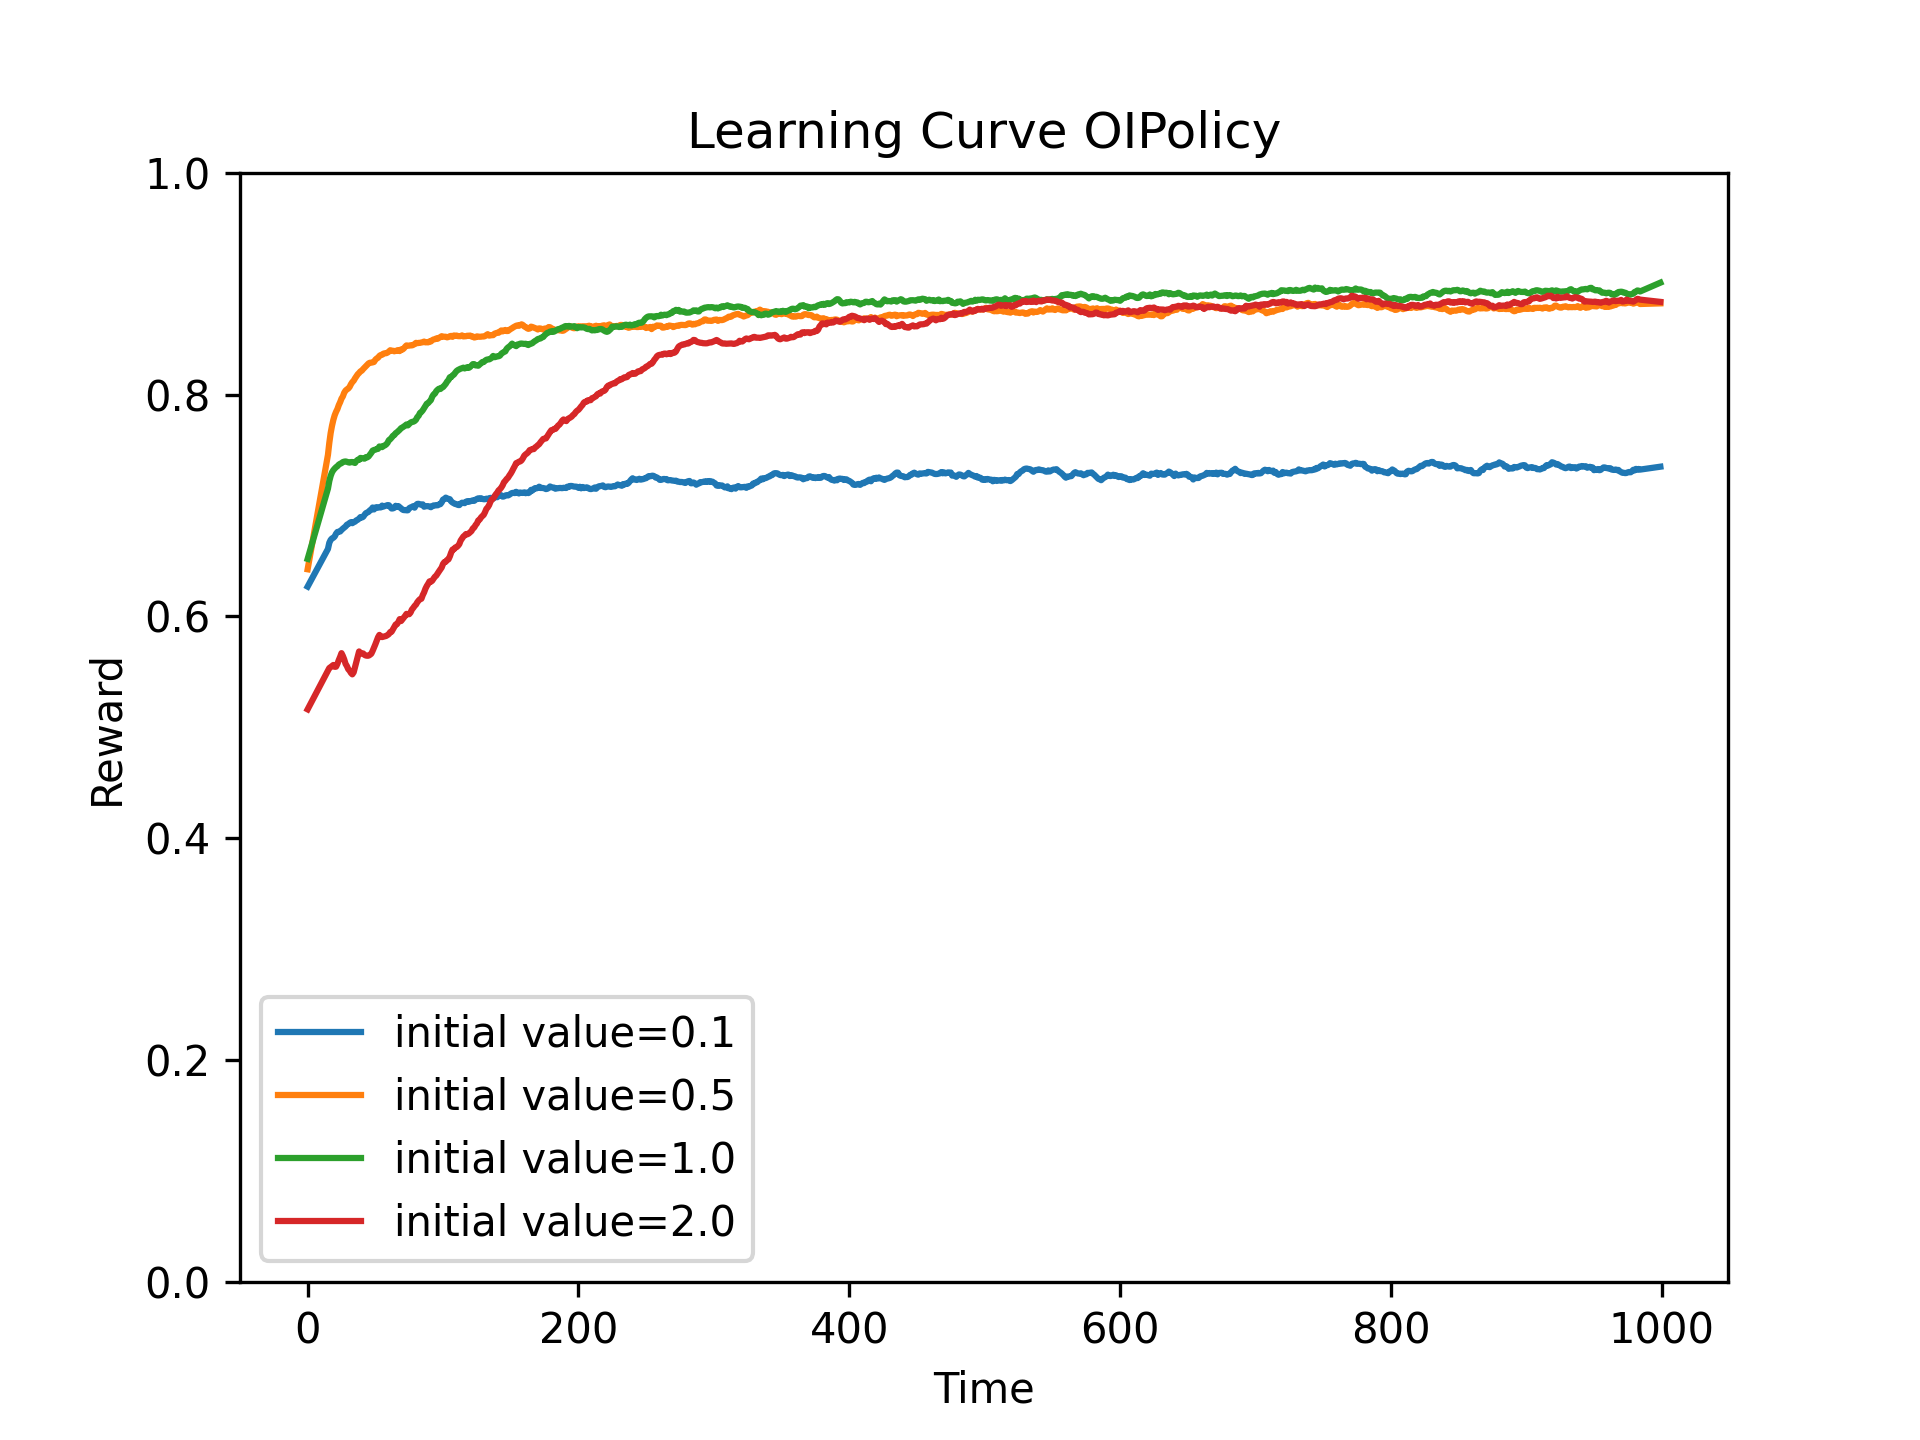 Learning Curve OIPolicy
1.0
0.8
0.6
0.4
0.2
0.0
Reward
initial value=0.1
initial value=0.5
initial value=1.0
initial value=2.0
0 200 400 600 800 1000
Time